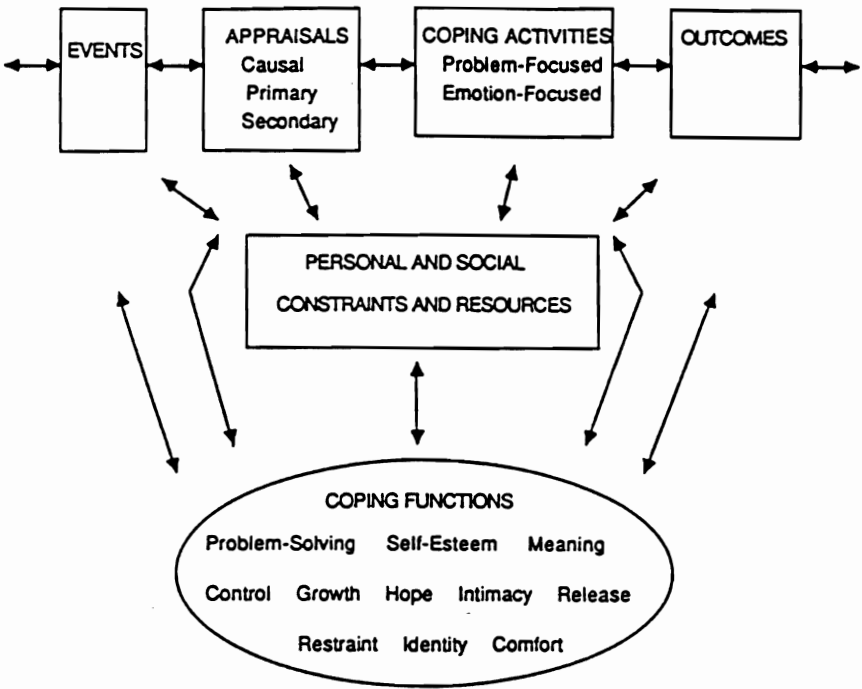 EVENTS
APPRAISALS
Causal
Primary
Secondary
COPING ACTIVITIES
Problem-Focused
Emotion-Focused
OUTCOMES
PERSONAL AND SOCIAL
CONSTRAINTS AND RESOURCES
COPING FUNCTIONS
Problem-Solving Self-Esteem Meaning
Control Growth Hope Intimacy Release
Restraint Identity Comfort